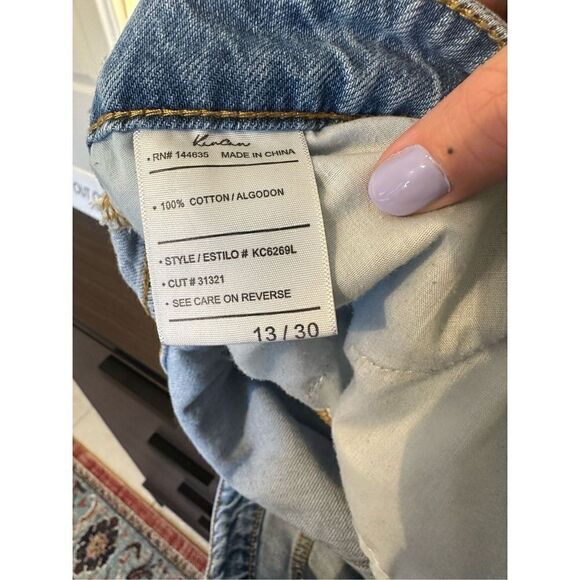 KanCan
• RN# 144635 MADE IN CHINA
• 100% COTTON / ALGODON
• STYLE / ESTILO # KC6269L
• CUT # 31321
• SEE CARE ON REVERSE
13 / 30